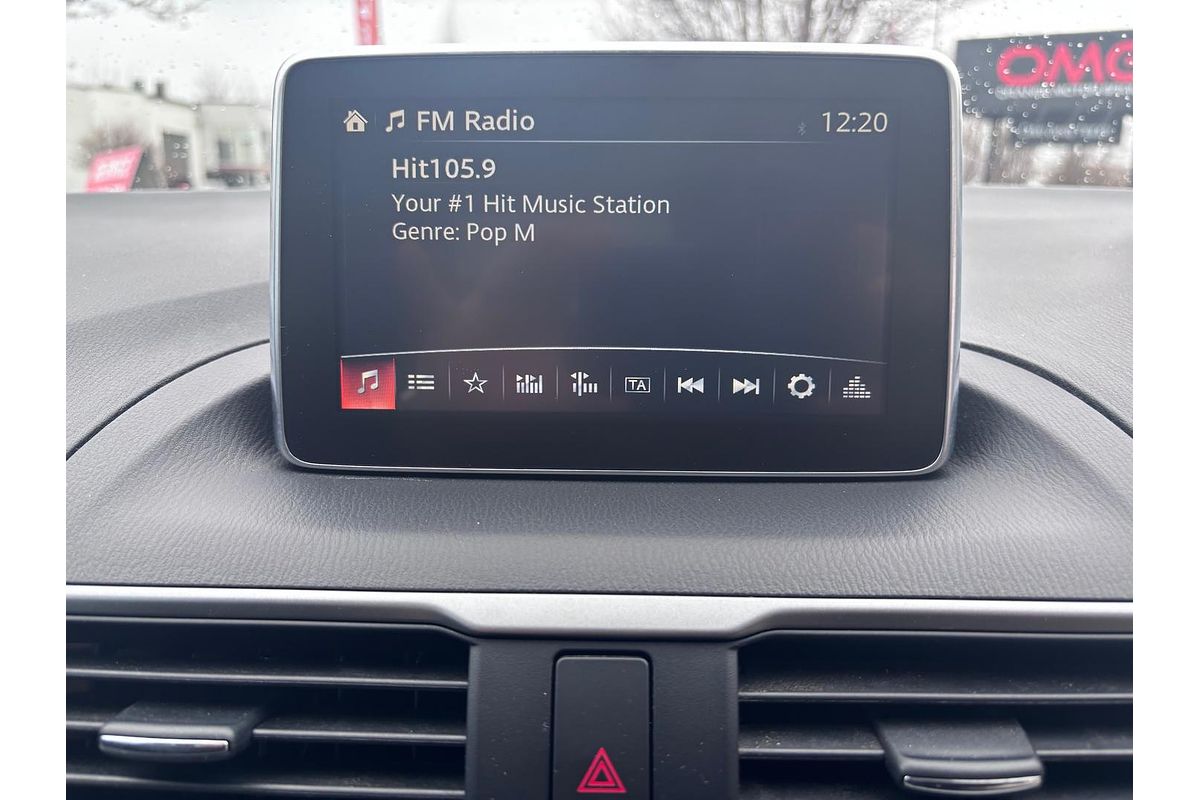 OMG
FM Radio
12:20
Hit105.9
Your #1 Hit Music Station
Genre: Pop M
TA